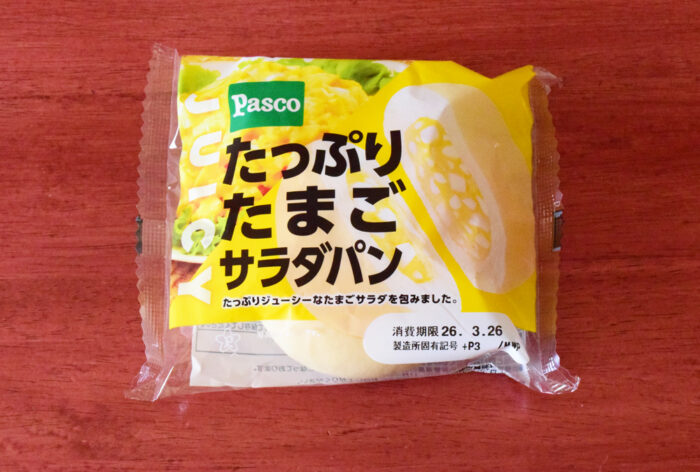 Pasco
JUICY
たっぷり
たまご
サラダパン
たっぷりジューシーなたまごサラダを包みました。
消費期限 26. 3.26
製造所固有記号 +P3